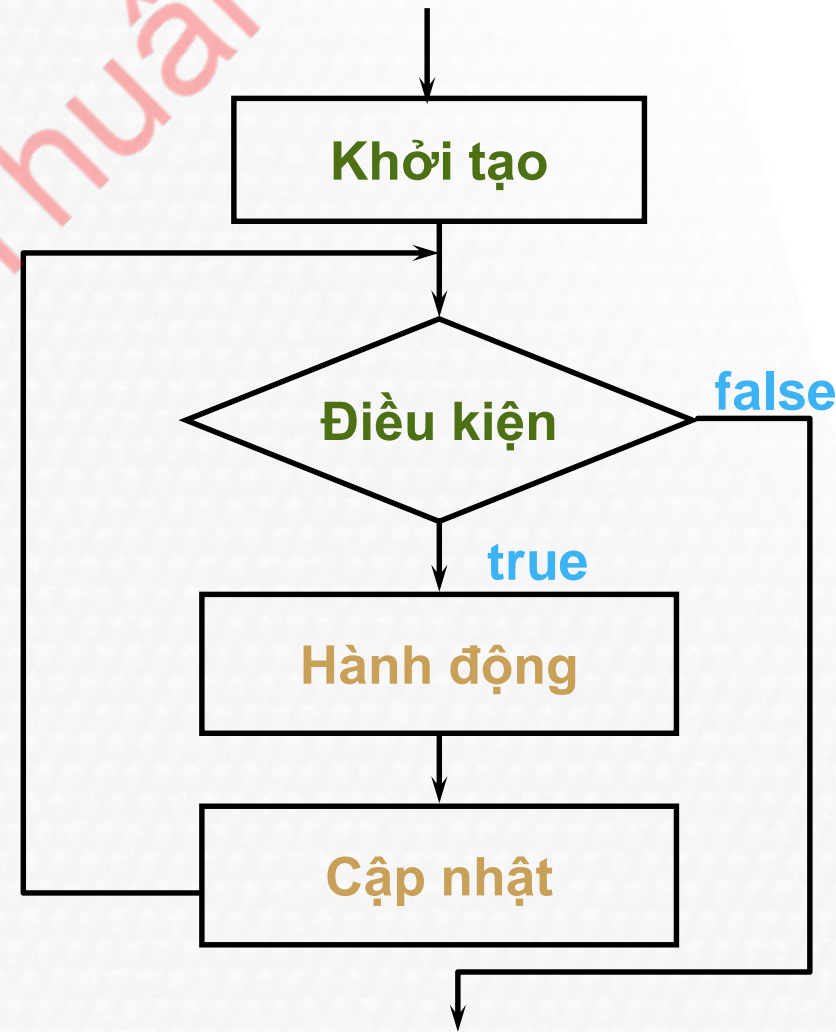 Khởi tạo
Điều kiện
false
true
Hành động
Cập nhật